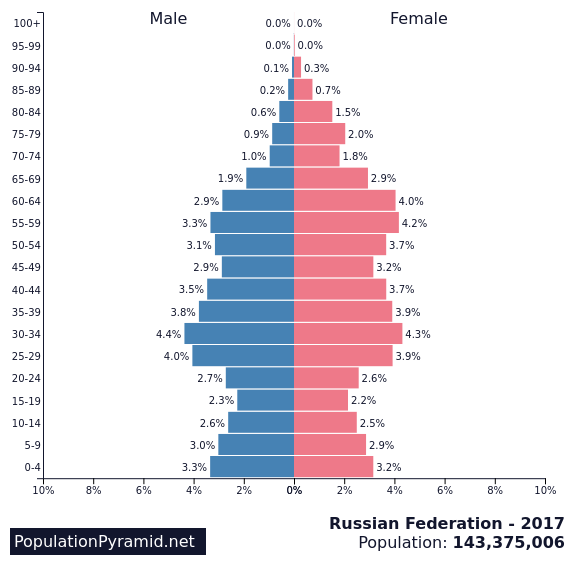 Male Female
100+ 0.0% 0.0%
95-99 0.0% 0.0%
90-94 0.1% 0.3%
85-89 0.2% 0.7%
80-84 0.6% 1.5%
75-79 0.9% 2.0%
70-74 1.0% 1.8%
65-69 1.9% 2.9%
60-64 2.9% 4.0%
55-59 3.3% 4.2%
50-54 3.1% 3.7%
45-49 2.9% 3.2%
40-44 3.5% 3.7%
35-39 3.8% 3.9%
30-34 4.4% 4.3%
25-29 4.0% 3.9%
20-24 2.7% 2.6%
15-19 2.3% 2.2%
10-14 2.6% 2.5%
5-9 3.0% 2.9%
0-4 3.3% 3.2%
10% 8% 6% 4% 2% 0% 2% 4% 6% 8% 10%
Russian Federation - 2017
PopulationPyramid.net Population: 143,375,006